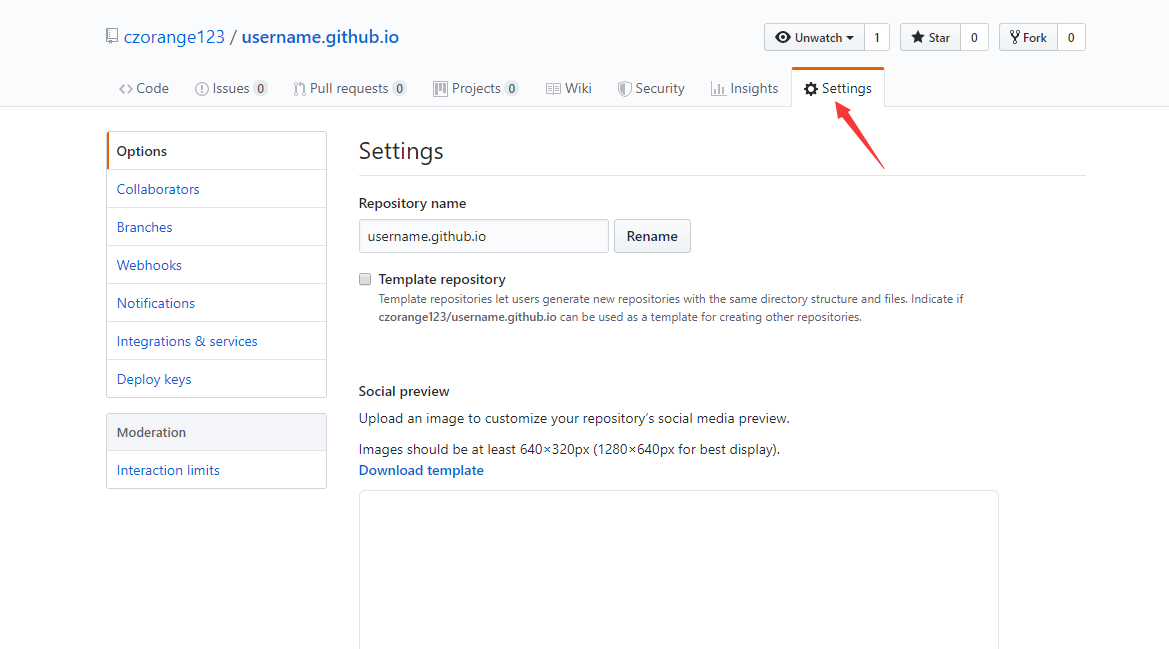 czorange123 / username.github.io
Unwatch 1 Star 0 Fork 0
Code Issues 0 Pull requests 0 Projects 0 Wiki Security Insights Settings
Options
Collaborators
Branches
Webhooks
Notifications
Integrations & services
Deploy keys
Moderation
Interaction limits
Settings
Repository name
username.github.io Rename
Template repository
Template repositories let users generate new repositories with the same directory structure and files. Indicate if
czorange123/username.github.io can be used as a template for creating other repositories.
Social preview
Upload an image to customize your repository’s social media preview.
Images should be at least 640×320px (1280×640px for best display).
Download template